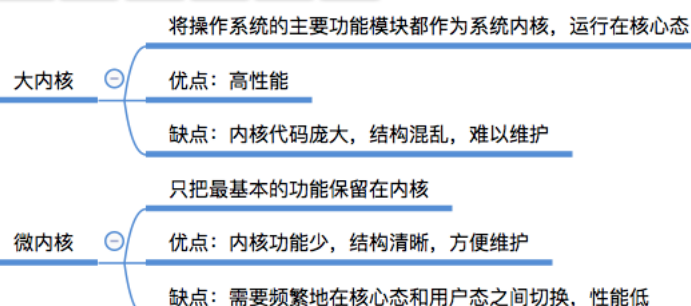 将操作系统的主要功能模块都作为系统内核，运行在核心态
大内核
优点：高性能
缺点：内核代码庞大，结构混乱，难以维护
只把最基本的功能保留在内核
微内核
优点：内核功能少，结构清晰，方便维护
缺点：需要频繁地在核心态和用户态之间切换，性能低